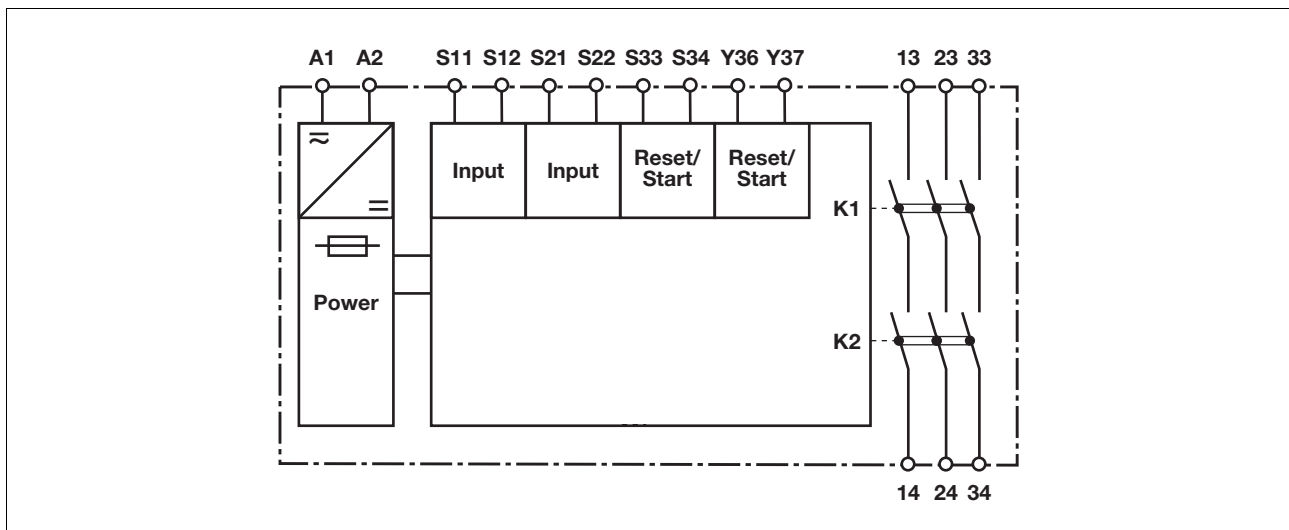 A1 A2 S11 S12 S21 S22 S33 S34 Y36 Y37 13 23 33
Input Input Reset/ Reset/
Start Start
K1
Power
K2
14 24 34